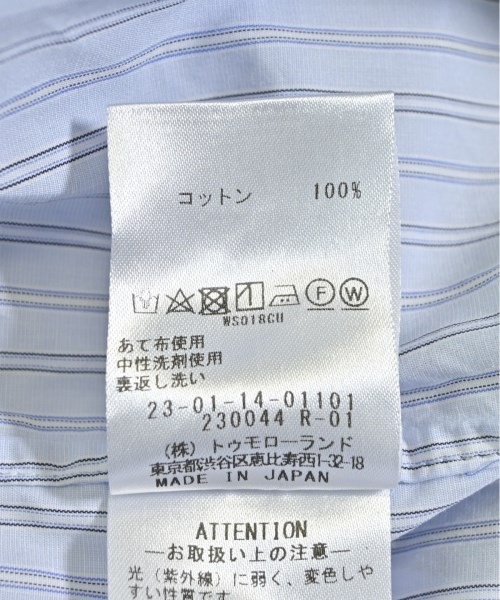 コットン 100%
F W
WS018CU
あて布使用
中性洗剤使用
裏返し洗い
23-01-14-01101
230044 R-01
(株) トゥモローランド
東京都渋谷区恵比寿西1-32-18
MADE IN JAPAN
ATTENTION
―お取扱い上の注意―
光 (紫外線) に弱く、変色しや
すい性質です。